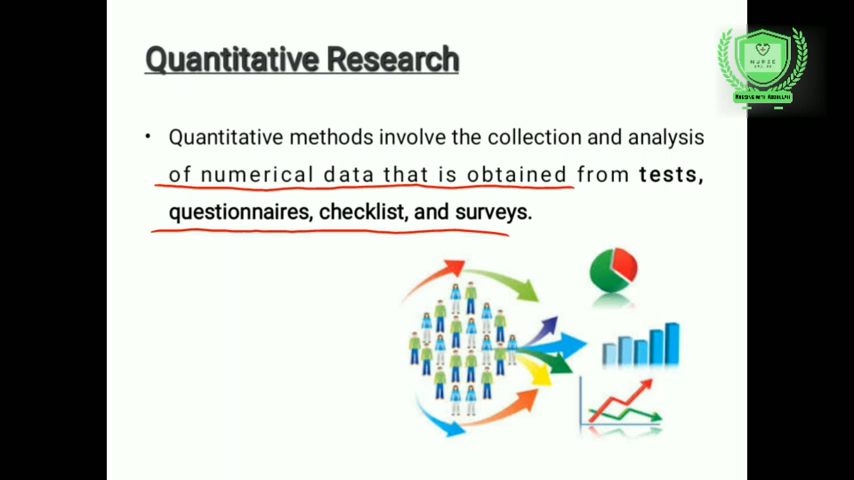 Quantitative Research
• Quantitative methods involve the collection and analysis
of numerical data that is obtained from tests,
questionnaires, checklist, and surveys.
NURSE